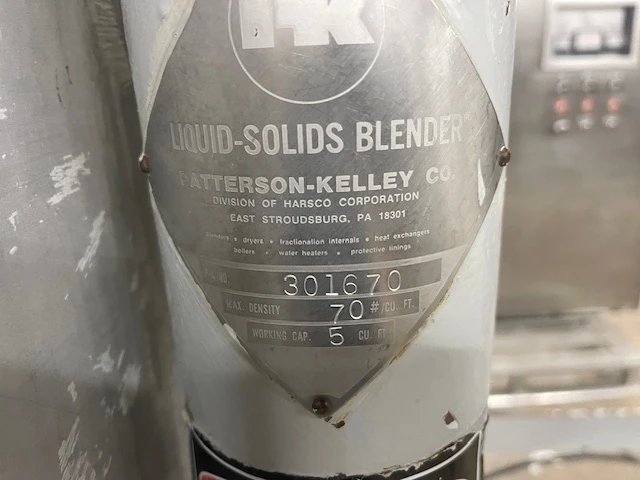 PK
LIQUID-SOLIDS BLENDER
PATTERSON-KELLEY CO.
DIVISION OF HARSCO CORPORATION
EAST STROUDSBURG, PA 18301
blenders • dryers • fractionation internals • heat exchangers
boilers • water heaters • protective linings
NO. 301670
MAX. DENSITY 70 #/CU. FT.
WORKING CAP. 5 CU. FT.